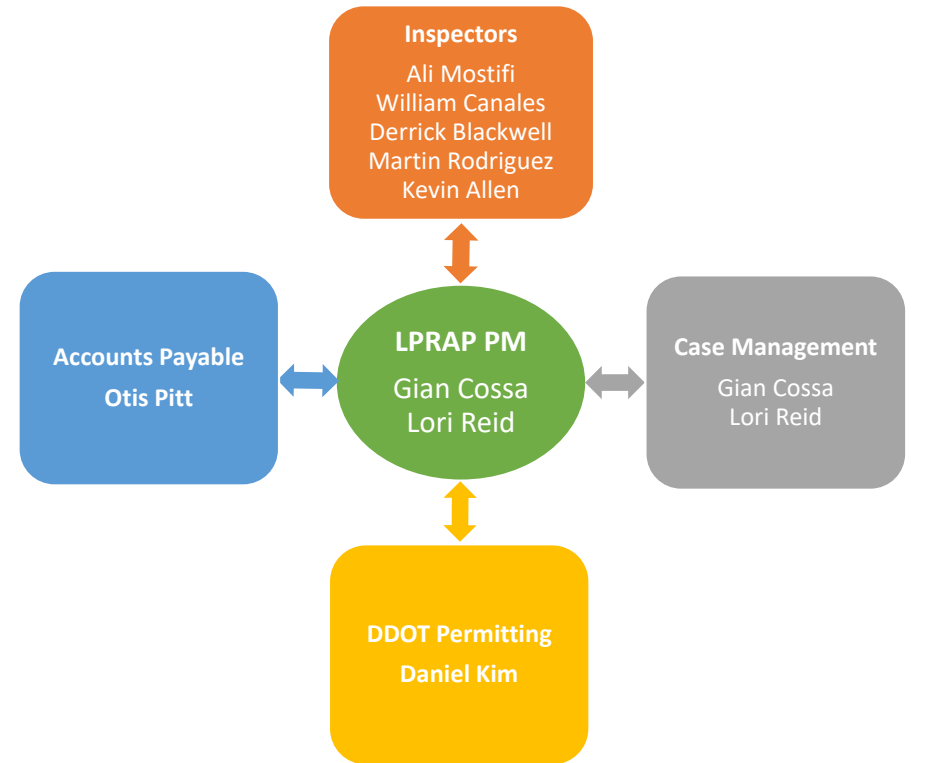 Inspectors
Ali Mostifi
William Canales
Derrick Blackwell
Martin Rodriguez
Kevin Allen
Accounts Payable
Otis Pitt
LPRAP PM
Gian Cossa
Lori Reid
Case Management
Gian Cossa
Lori Reid
DDOT Permitting
Daniel Kim